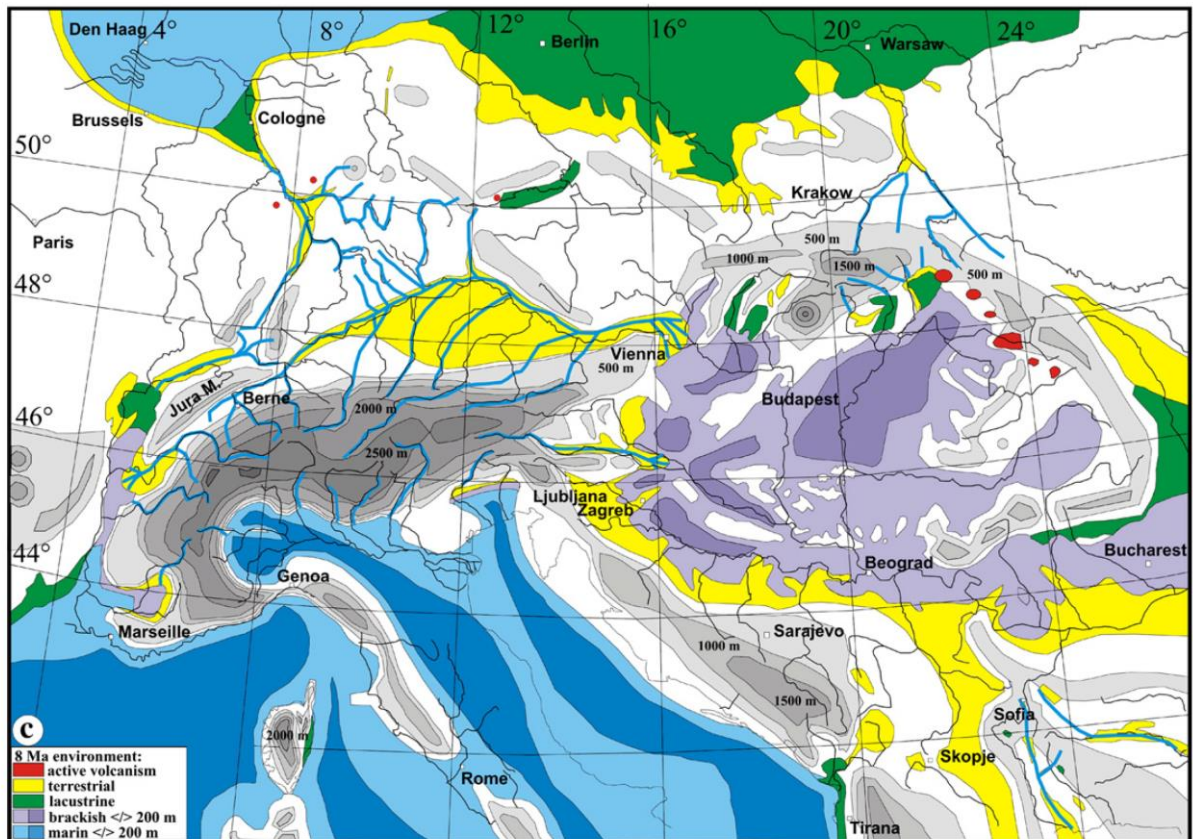 Den Haag
4°
8°
12°
Berlin
16°
20°
Warsaw
24°
Brussels
Cologne
50°
Krakow
Paris
500 m
1000 m
1500 m
500 m
48°
Vienna
500 m
Jura M.
Berne
2000 m
Budapest
46°
2500 m
Ljubljana
Zagreb
Bucharest
Beograd
44°
Genoa
Marseille
Sarajevo
1000 m
1500 m
Sofia
c
2000 m
Skopje
Rome
Tirana
8 Ma environment:
active volcanism
terrestrial
lacustrine
brackish </> 200 m
marin </> 200 m